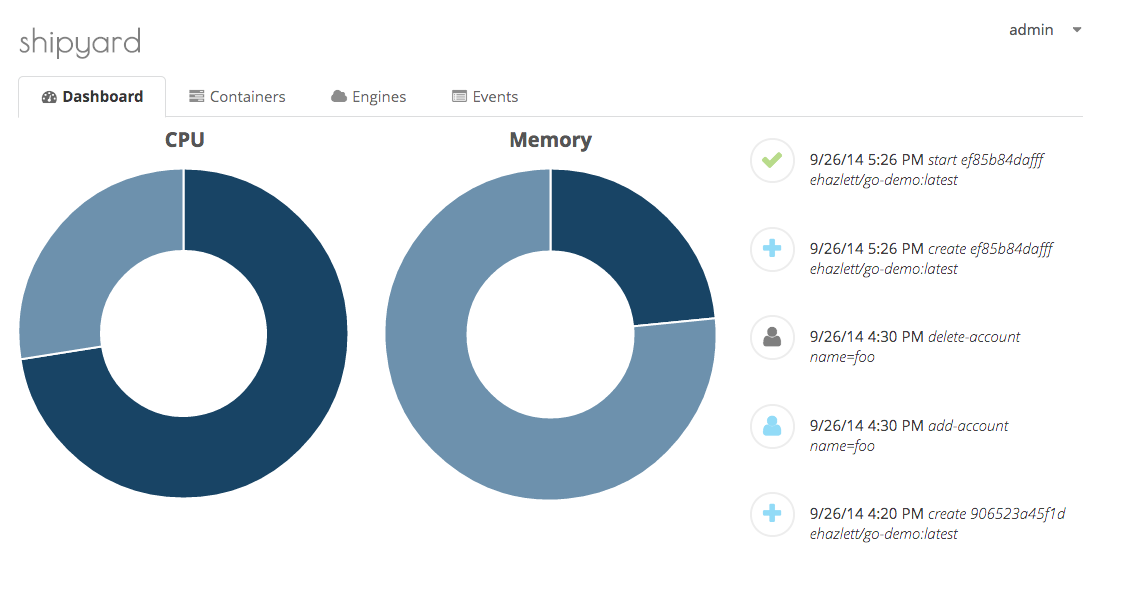 shipyard
admin
Dashboard
Containers
Engines
Events
CPU
Memory
9/26/14 5:26 PM start ef85b84dafff
ehazlett/go-demo:latest
9/26/14 5:26 PM create ef85b84dafff
ehazlett/go-demo:latest
9/26/14 4:30 PM delete-account
name=foo
9/26/14 4:30 PM add-account
name=foo
9/26/14 4:20 PM create 906523a45f1d
ehazlett/go-demo:latest